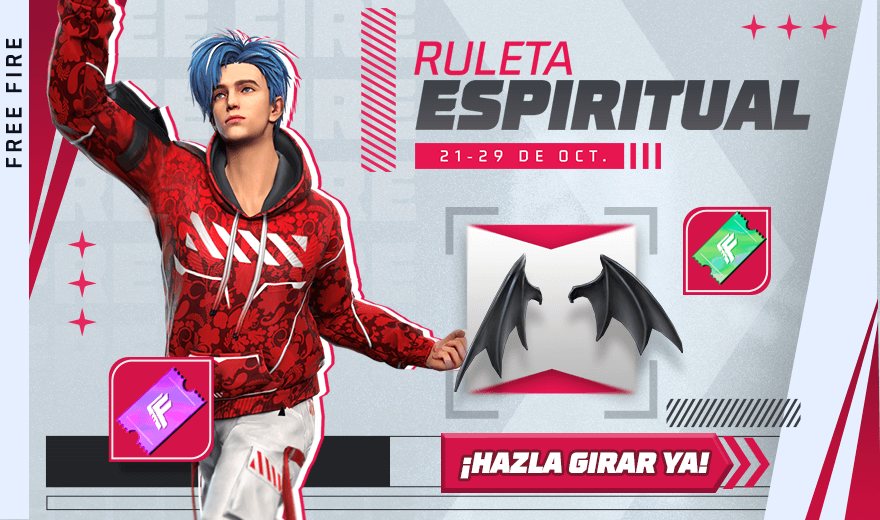 FREE FIRE
RULETA
ESPIRITUAL
21-29 DE OCT.
¡HAZLA GIRAR YA!